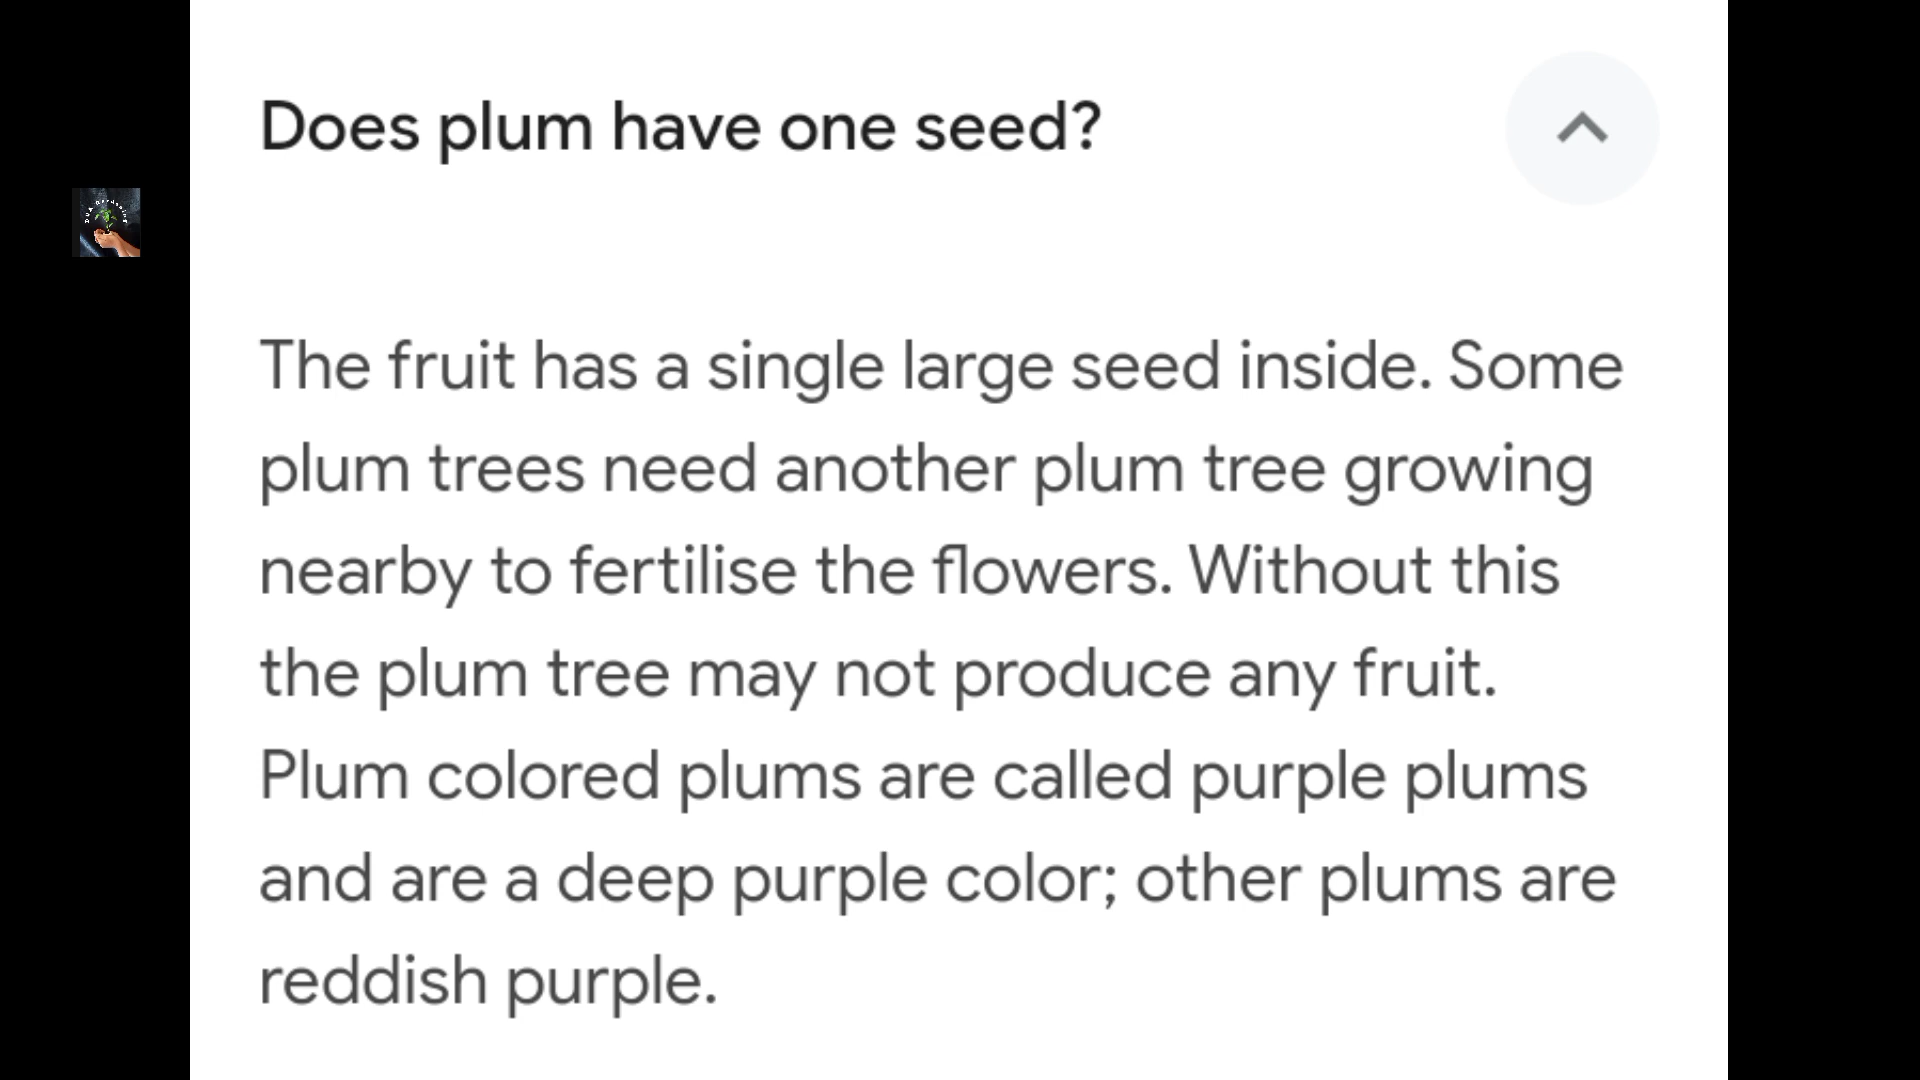 Does plum have one seed?
The fruit has a single large seed inside. Some
plum trees need another plum tree growing
nearby to fertilise the flowers. Without this
the plum tree may not produce any fruit.
Plum colored plums are called purple plums
and are a deep purple color; other plums are
reddish purple.